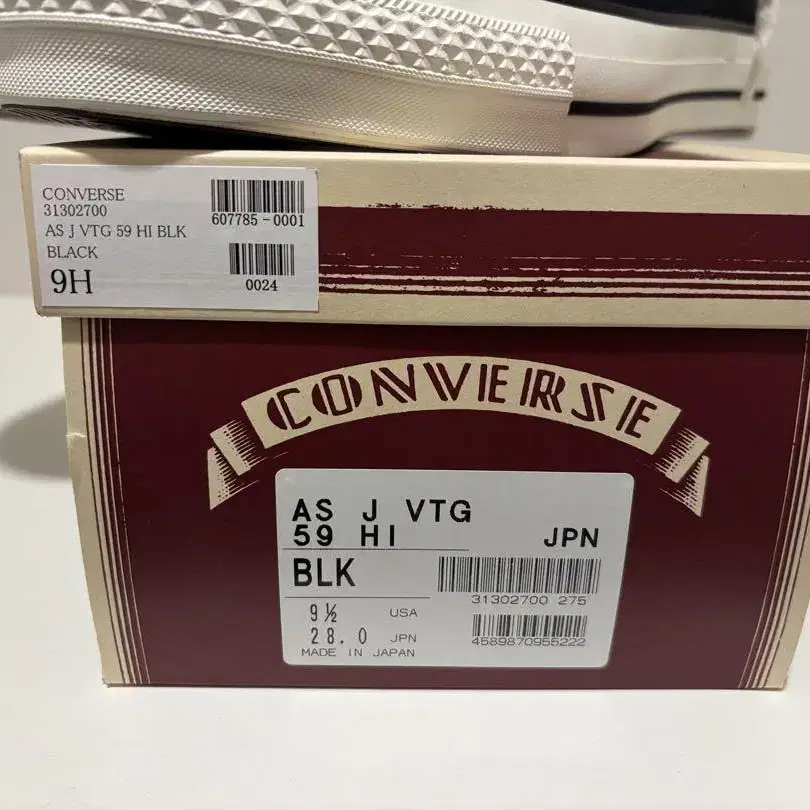 CONVERSE
31302700
AS J VTG 59 HI BLK
BLACK
9H
607785-0001
0024
CONVERSE
AS J VTG
59 HI
JPN
BLK
31302700 275
9½ USA
28.0 JPN
4589870955222
MADE IN JAPAN